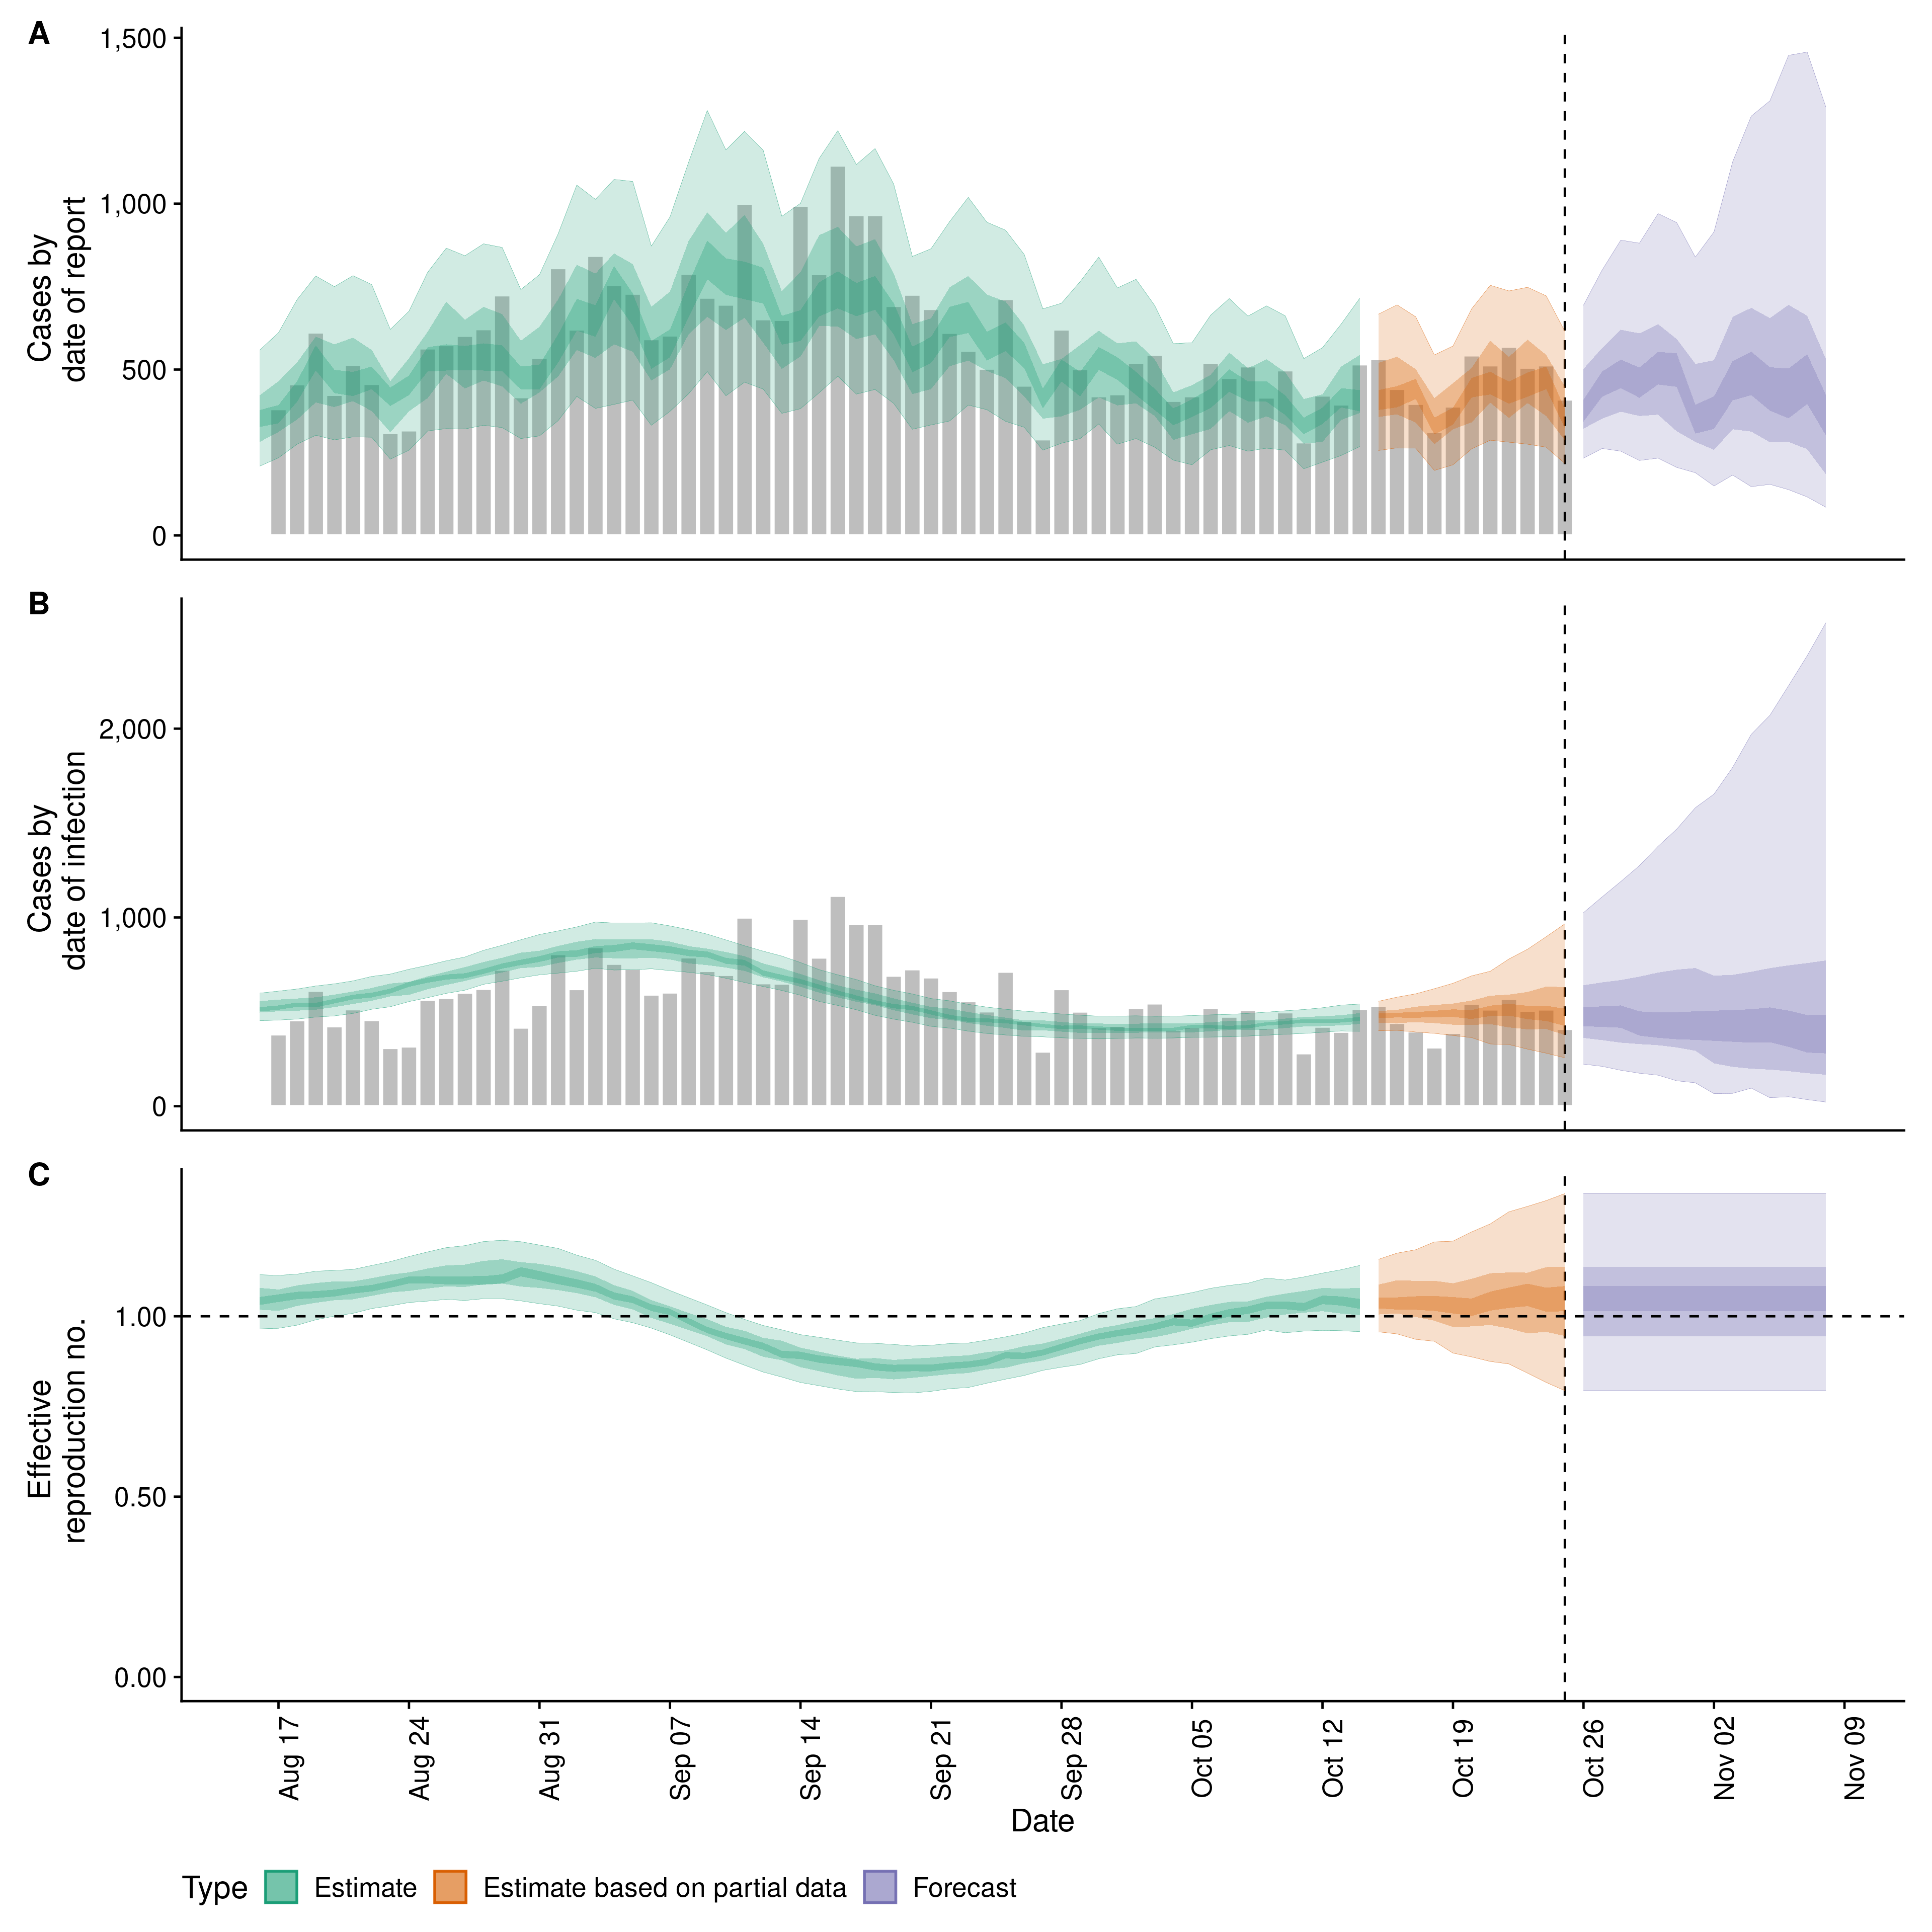 A
1,500
1,000
500
0
Cases by
date of report
B
2,000
1,000
0
Cases by
date of infection
C
1.00
0.50
0.00
Effective
reproduction no.
Aug 17
Aug 24
Aug 31
Sep 07
Sep 14
Sep 21
Sep 28
Oct 05
Oct 12
Oct 19
Oct 26
Nov 02
Nov 09
Date
Type Estimate Estimate based on partial data Forecast